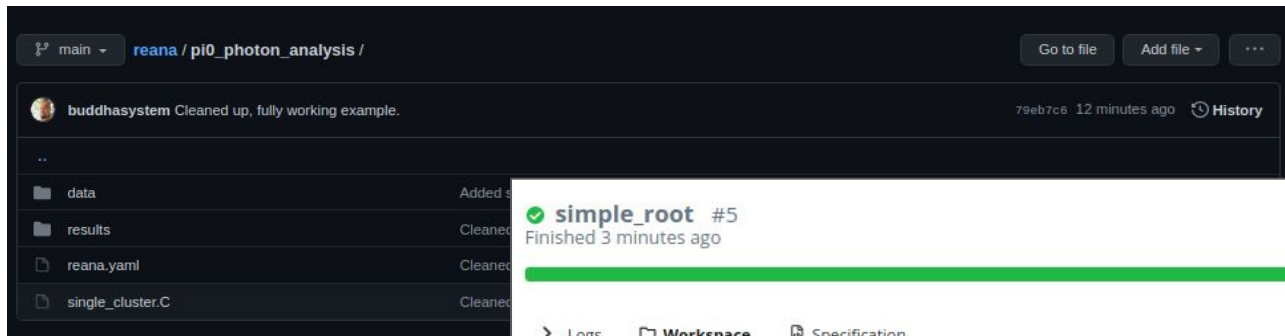 main
reana / pi0_photon_analysis /
Go to file
Add file
buddhasystem Cleaned up, fully working example.
79eb7c6 12 minutes ago History
..
data
Added
results
Cleaned
reana.yaml
Cleaned
single_cluster.C
Cleaned
simple_root #5
Finished 3 minutes ago
Logs Workspace Specification